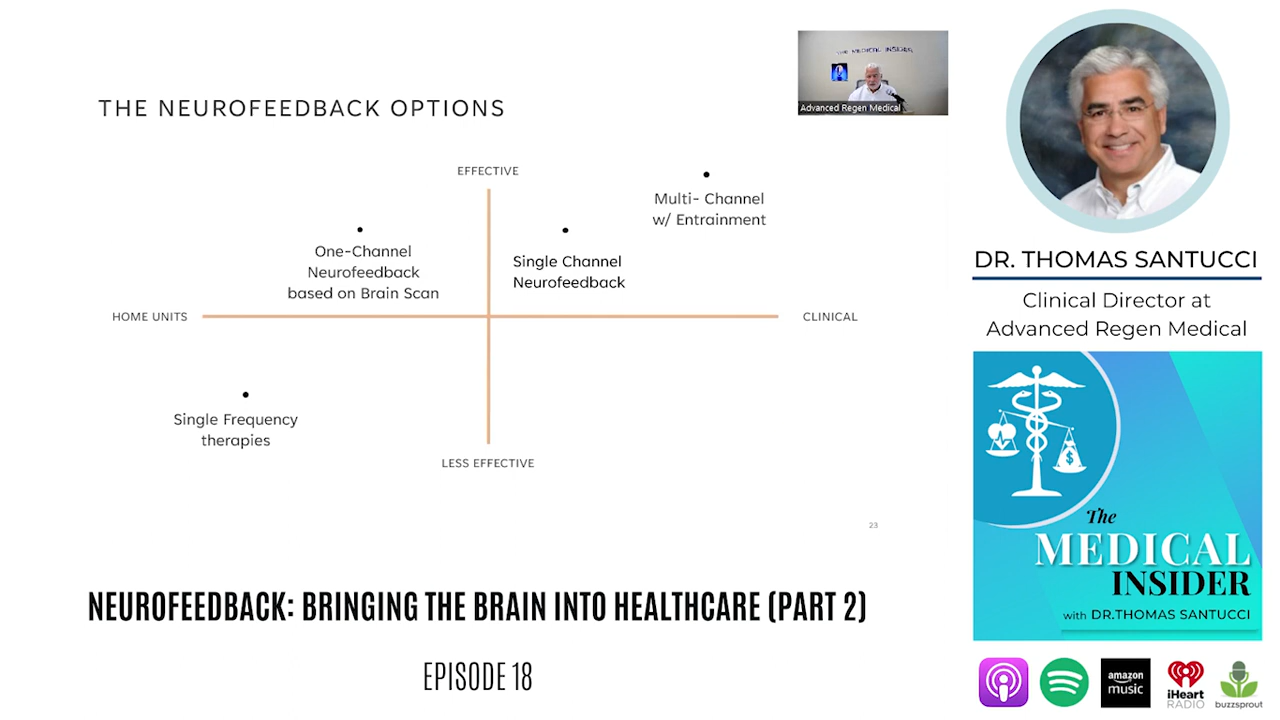 THE NEUROFEEDBACK OPTIONS
THE MEDICAL INSIDER
Advanced Regen Medical
EFFECTIVE
Multi- Channel
w/ Entrainment
One-Channel
Neurofeedback
based on Brain Scan
Single Channel
Neurofeedback
HOME UNITS
CLINICAL
Single Frequency
therapies
LESS EFFECTIVE
23
NEUROFEEDBACK: BRINGING THE BRAIN INTO HEALTHCARE (PART 2)
EPISODE 18
DR. THOMAS SANTUCCI
Clinical Director at
Advanced Regen Medical
$
The
MEDICAL
INSIDER
with DR.THOMAS SANTUCCI
amazon
music
iHeart
RADIO
buzzsprout